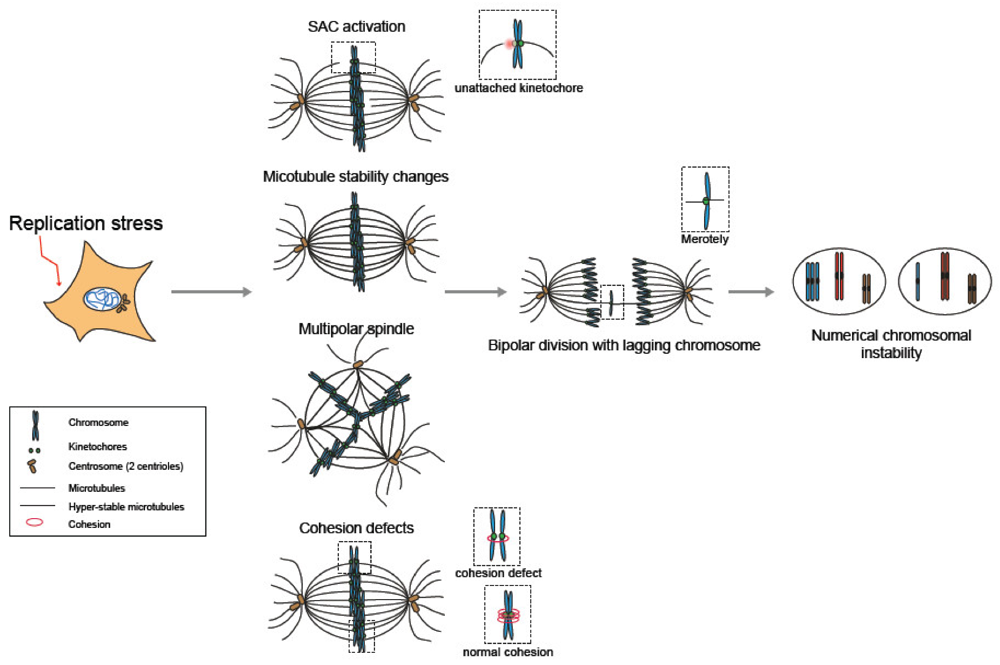 SAC activation
unattached kinetochore
Micotubule stability changes
Replication stress
Merotely
Multipolar spindle
Bipolar division with lagging chromosome
Numerical chromosomal
instability
Chromosome
Kinetochores
Centrosome (2 centrioles)
Microtubules
Hyper-stable microtubules
Cohesion
Cohesion defects
cohesion defect
normal cohesion